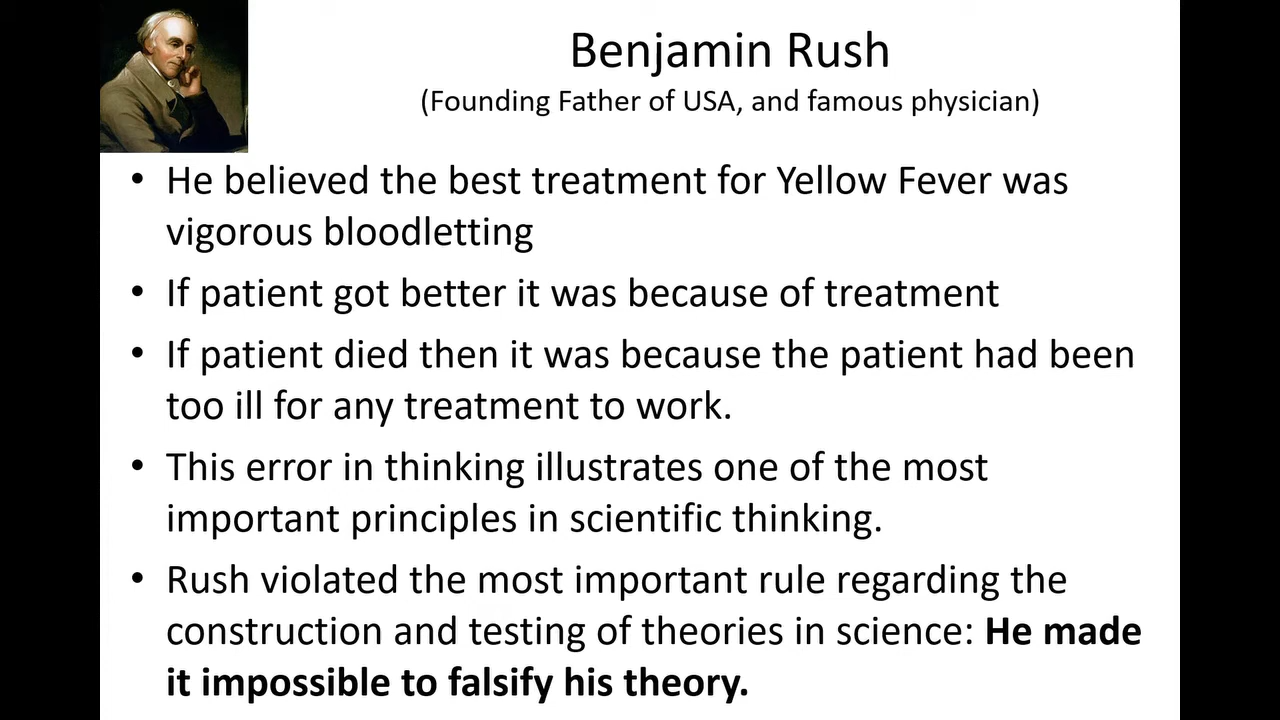 Benjamin Rush
(Founding Father of USA, and famous physician)
• He believed the best treatment for Yellow Fever was
vigorous bloodletting
• If patient got better it was because of treatment
• If patient died then it was because the patient had been
too ill for any treatment to work.
• This error in thinking illustrates one of the most
important principles in scientific thinking.
• Rush violated the most important rule regarding the
construction and testing of theories in science: He made
it impossible to falsify his theory.